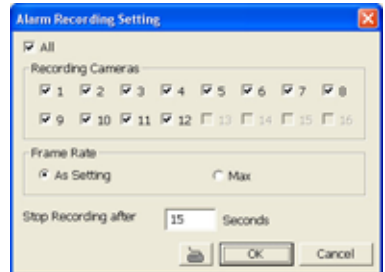 Alarm Recording Setting
All
Recording Cameras
1 2 3 4 5 6 7 8
9 10 11 12 13 14 15 16
Frame Rate
As Setting Max
Stop Recording after 15 Seconds
OK Cancel